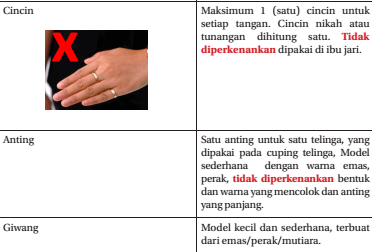 Cincin
Maksimum 1 (satu) cincin untuk
setiap tangan. Cincin nikah atau
tunangan dihitung satu. Tidak
diperkenankan dipakai di ibu jari.
X
Anting
Satu anting untuk satu telinga, yang
dipakai pada cuping telinga, Model
sederhana dengan warna emas,
perak, tidak diperkenankan bentuk
dan warna yang mencolok dan anting
yang panjang.
Giwang
Model kecil dan sederhana, terbuat
dari emas/perak/mutiara.